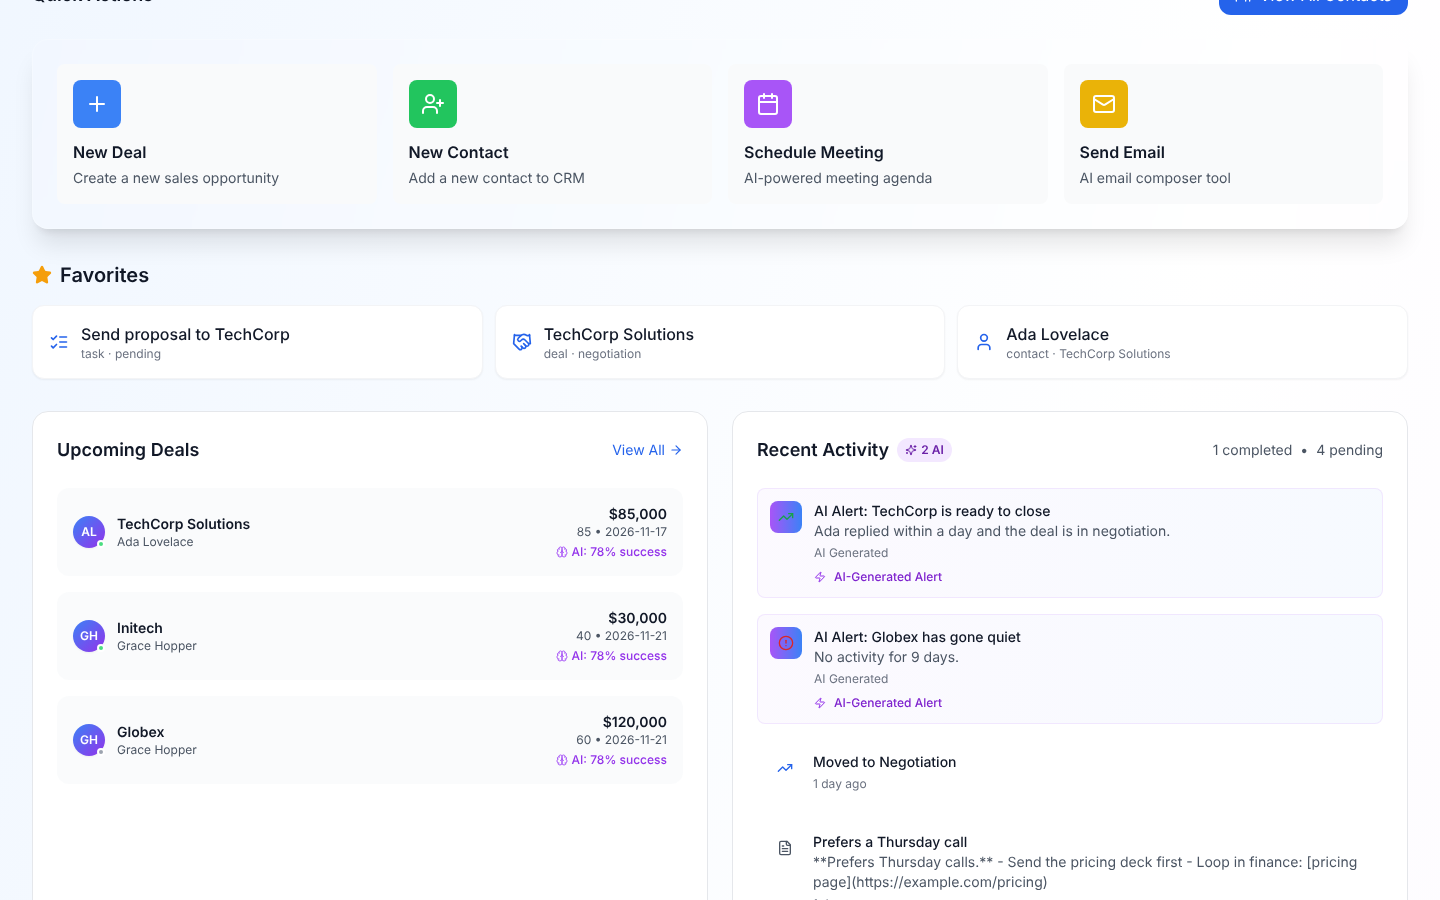 Quick Actions
View All Contacts
New Deal
Create a new sales opportunity
New Contact
Add a new contact to CRM
Schedule Meeting
AI-powered meeting agenda
Send Email
AI email composer tool
Favorites
Send proposal to TechCorp
task · pending
TechCorp Solutions
deal · negotiation
Ada Lovelace
contact · TechCorp Solutions
Upcoming Deals
View All
AL
TechCorp Solutions
Ada Lovelace
$85,000
85 • 2026-11-17
AI: 78% success
GH
Initech
Grace Hopper
$30,000
40 • 2026-11-21
AI: 78% success
GH
Globex
Grace Hopper
$120,000
60 • 2026-11-21
AI: 78% success
Recent Activity
2 AI
1 completed • 4 pending
AI Alert: TechCorp is ready to close
Ada replied within a day and the deal is in negotiation.
AI Generated
AI-Generated Alert
AI Alert: Globex has gone quiet
No activity for 9 days.
AI Generated
AI-Generated Alert
Moved to Negotiation
1 day ago
Prefers a Thursday call
**Prefers Thursday calls.** - Send the pricing deck first - Loop in finance: [pricing
page](https://example.com/pricing)